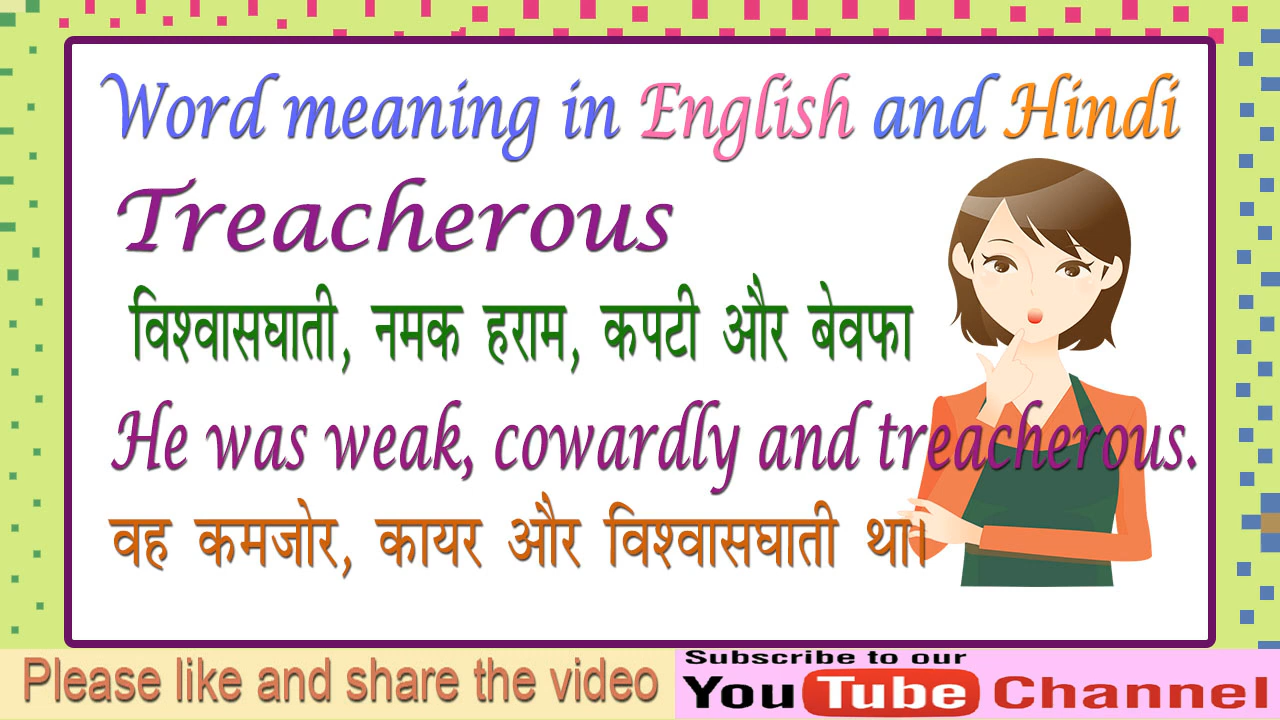 Word meaning in English and Hindi
Treacherous
विश्वासघाती, नमक हराम, कपटी और बेवफा
He was weak, cowardly and treacherous.
वह कमजोर, कायर और विश्वासघाती था।
Please like and share the video
Subscribe to our
YouTube Channel